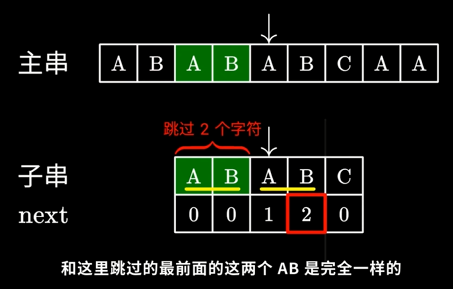 主串 A B A B A B C A A
跳过 2 个字符
子串 A B A B C
next 0 0 1 2 0
和这里跳过的最前面的这两个 AB 是完全一样的